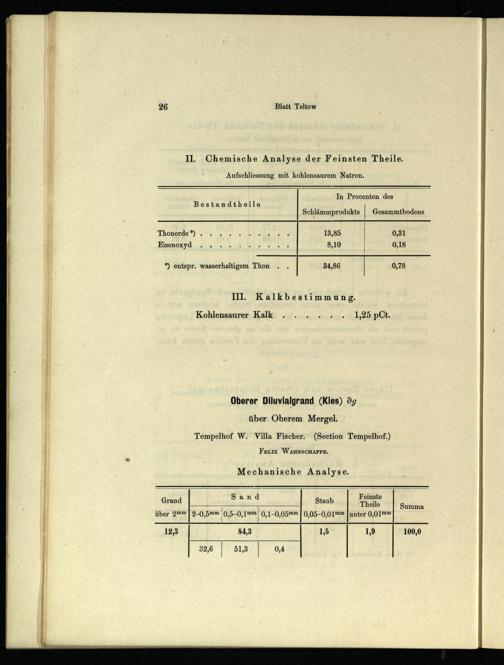 26
Blatt Teltow
II. Chemische Analyse der Feinsten Theile.
Aufschliessung mit kohlensaurem Natron.
Bestandtheile
In Procenten des
Schlämmprodukts Gesammtbodens
Thonerde*) . . . . . . . . . . 13,85 0,31
Eisenoxyd . . . . . . . . . . 8,10 0,18
*) entspr. wasserhaltigem Thon . . 34,86 0,78
III. Kalkbestimmung.
Kohlensaurer Kalk . . . . . . 1,25 pCt.
Oberer Diluvialgrand (Kies) ∂g
über Oberem Mergel.
Tempelhof W. Villa Fischer. (Section Tempelhof.)
Felix Wahnschaffe.
Mechanische Analyse.
Grand über 2mm
Sand
2-0,5mm 0,5-0,1mm 0,1-0,05mm
Staub
0,05-0,01mm
Feinste
Theile
unter 0,01mm
Summa
12,3 84,3 1,5 1,9 100,0
32,6 51,3 0,4